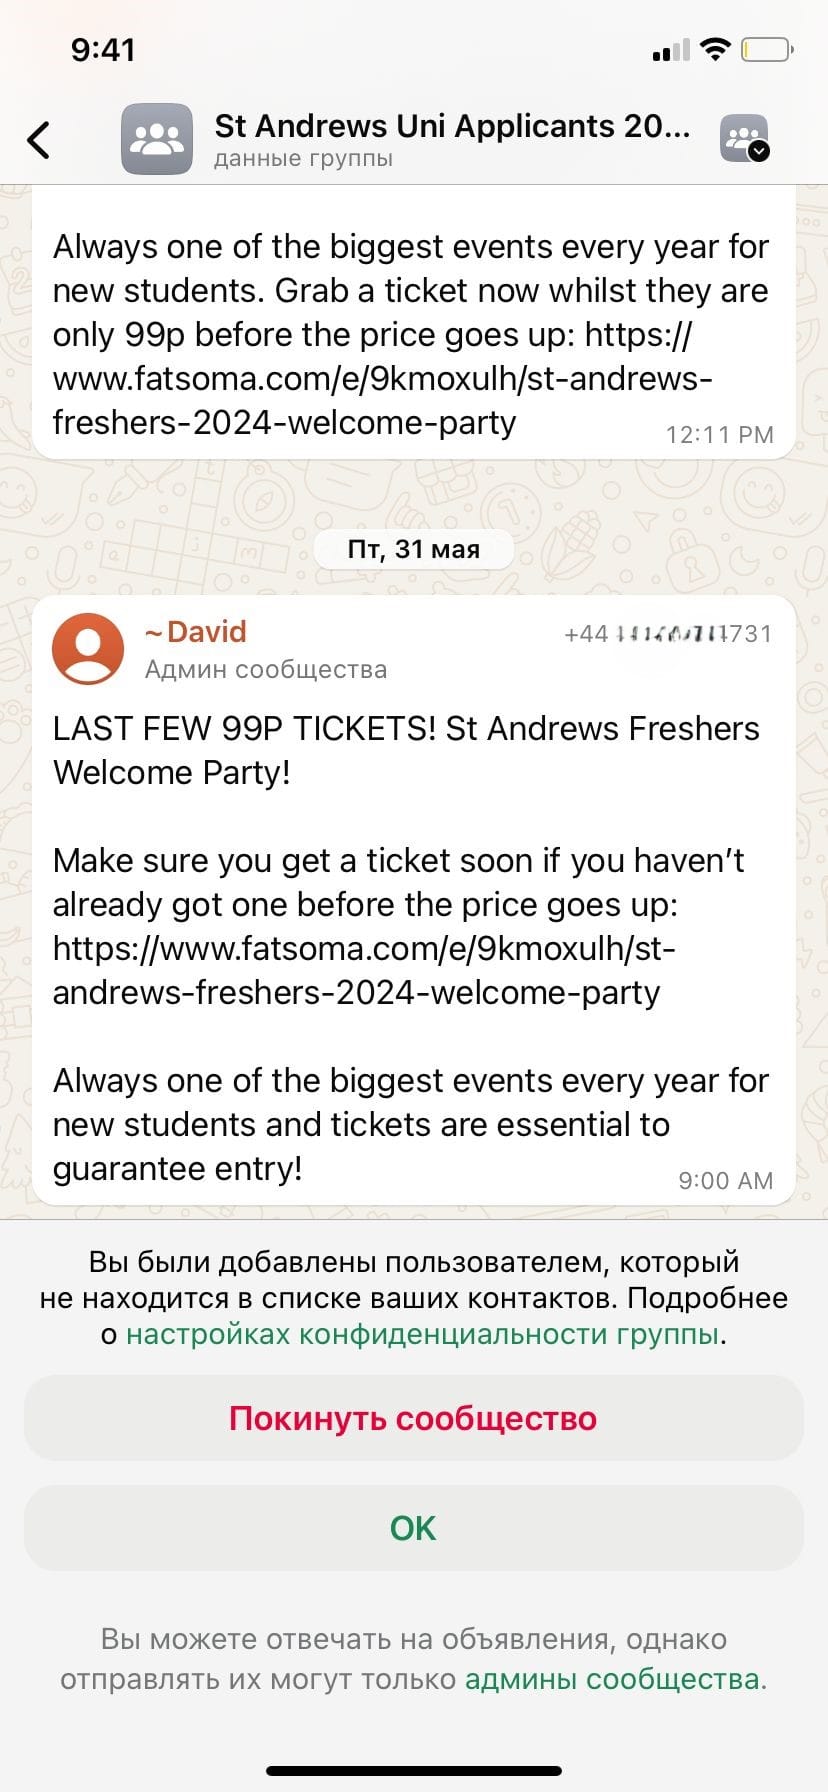 9:41
St Andrews Uni Applicants 20...
данные группы
Always one of the biggest events every year for
new students. Grab a ticket now whilst they are
only 99p before the price goes up: https://
www.fatsoma.com/e/9kmoxulh/st-andrews-
freshers-2024-welcome-party
12:11 PM
Пт, 31 мая
~David
+44 731
Админ сообщества
LAST FEW 99P TICKETS! St Andrews Freshers
Welcome Party!
Make sure you get a ticket soon if you haven’t
already got one before the price goes up:
https://www.fatsoma.com/e/9kmoxulh/st-
andrews-freshers-2024-welcome-party
Always one of the biggest events every year for
new students and tickets are essential to
guarantee entry!
9:00 AM
Вы были добавлены пользователем, который
не находится в списке ваших контактов. Подробнее
о настройках конфиденциальности группы.
Покинуть сообщество
OK
Вы можете отвечать на объявления, однако
отправлять их могут только админы сообщества.